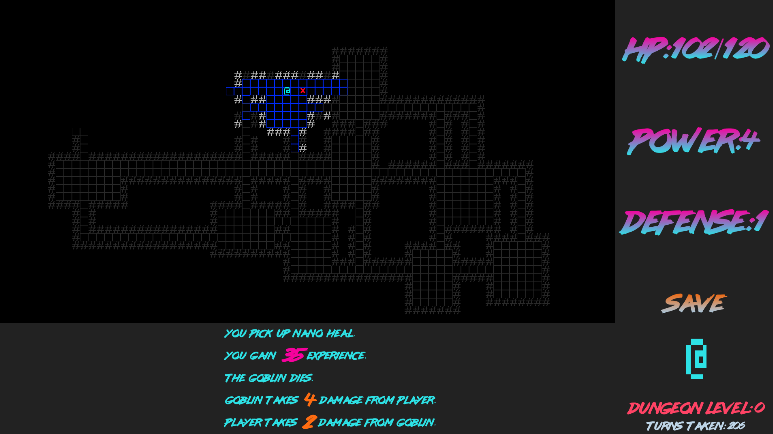 HP:102/120
POWER:4
DEFENSE:1
SAVE
@
DUNGEON LEVEL:0
TURNS TAKEN: 206
YOU PICK UP NANO HEAL.
YOU GAIN 35 EXPERIENCE.
THE GOBLIN DIES.
GOBLIN TAKES 4 DAMAGE FROM PLAYER.
PLAYER TAKES 2 DAMAGE FROM GOBLIN.